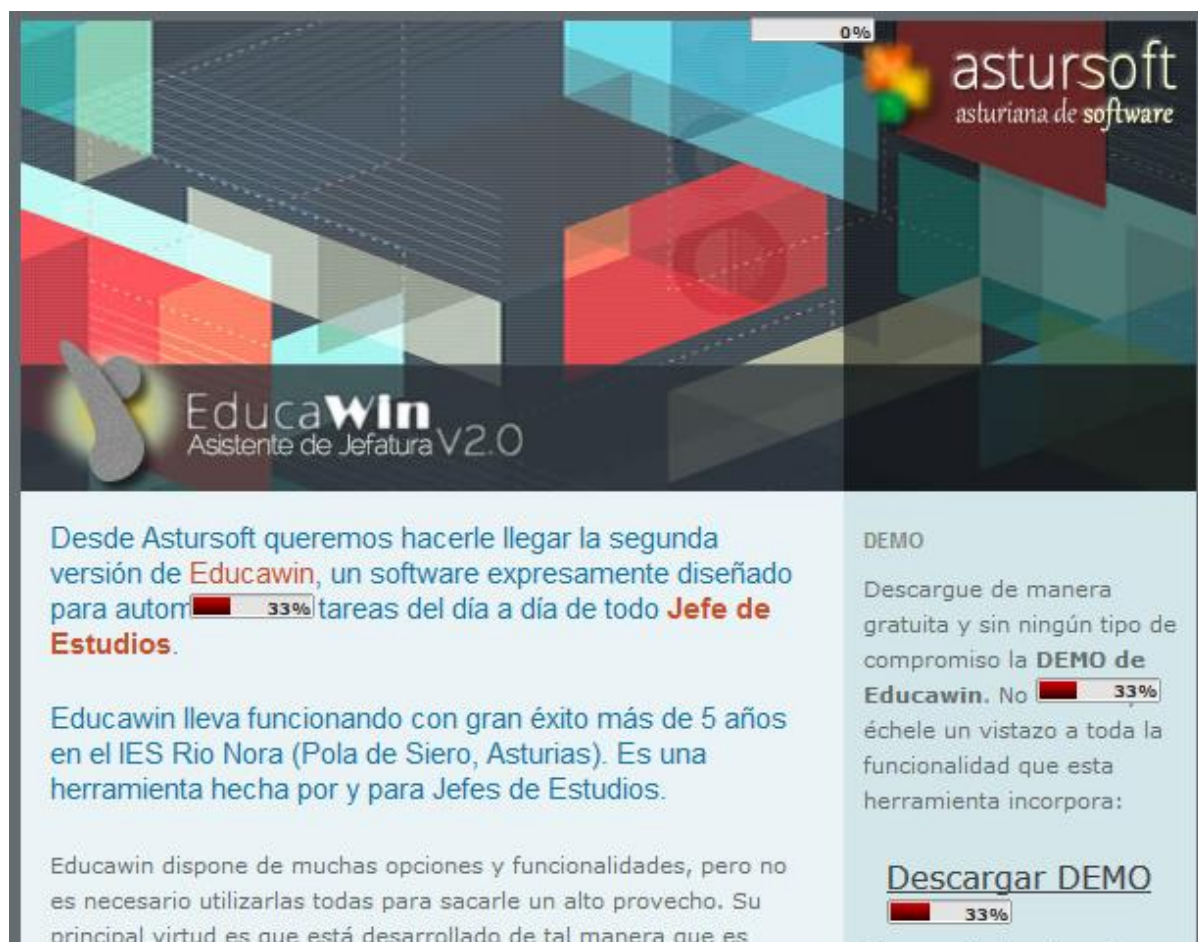 0%
astursoft
asturiana de software
EducaWin
Asistente de Jefatura V2.0
Desde Astursoft queremos hacerle llegar la segunda
versión de Educawin, un software expresamente diseñado
para autom 33% tareas del día a día de todo Jefe de
Estudios.
Educawin lleva funcionando con gran éxito más de 5 años
en el IES Rio Nora (Pola de Siero, Asturias). Es una
herramienta hecha por y para Jefes de Estudios.
Educawin dispone de muchas opciones y funcionalidades, pero no
es necesario utilizarlas todas para sacarle un alto provecho. Su
principal virtud es que está desarrollado de tal manera que es
DEMO
Descargue de manera
gratuita y sin ningún tipo de
compromiso la DEMO de
Educawin. No 33%
échele un vistazo a toda la
funcionalidad que esta
herramienta incorpora:
Descargar DEMO
33%